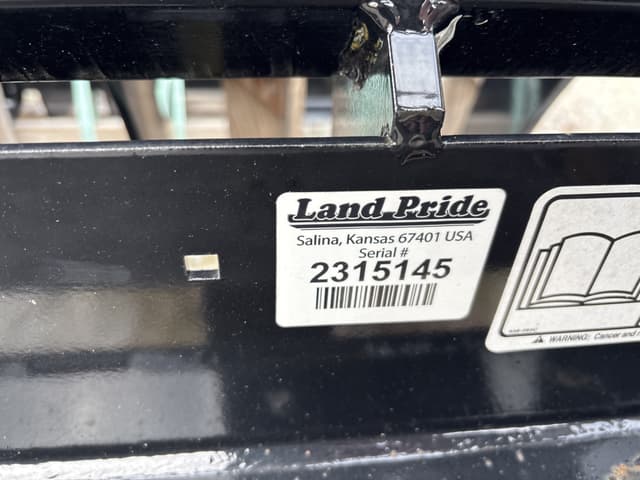 Land Pride
Salina, Kansas 67401 USA
Serial #
2315145
WARNING: Cancer and